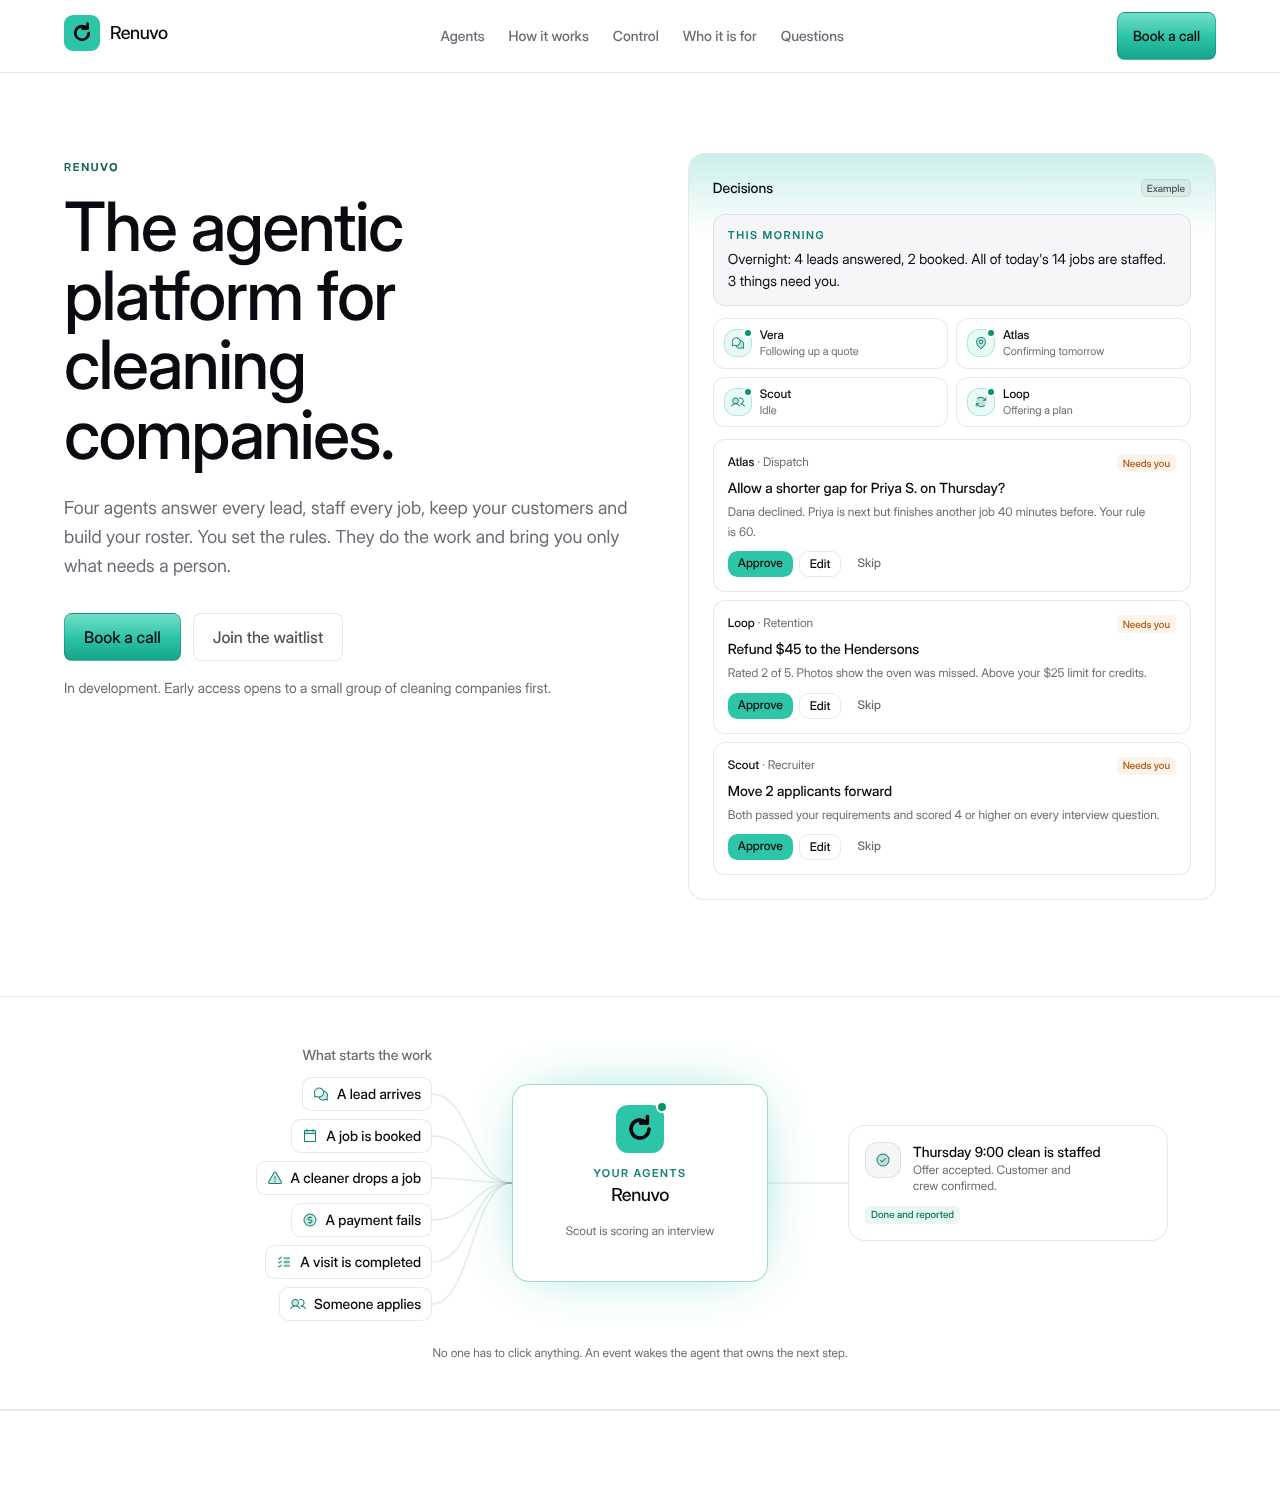 Renuvo
Agents
How it works
Control
Who it is for
Questions
Book a call
RENUVO
The agentic
platform for
cleaning
companies.
Four agents answer every lead, staff every job, keep your customers and
build your roster. You set the rules. They do the work and bring you only
what needs a person.
Book a call
Join the waitlist
In development. Early access opens to a small group of cleaning companies first.
Decisions
Example
THIS MORNING
Overnight: 4 leads answered, 2 booked. All of today's 14 jobs are staffed.
3 things need you.
Vera
Following up a quote
Atlas
Confirming tomorrow
Scout
Idle
Loop
Offering a plan
Atlas · Dispatch
Needs you
Allow a shorter gap for Priya S. on Thursday?
Dana declined. Priya is next but finishes another job 40 minutes before. Your rule
is 60.
Approve
Edit
Skip
Loop · Retention
Needs you
Refund $45 to the Hendersons
Rated 2 of 5. Photos show the oven was missed. Above your $25 limit for credits.
Approve
Edit
Skip
Scout · Recruiter
Needs you
Move 2 applicants forward
Both passed your requirements and scored 4 or higher on every interview question.
Approve
Edit
Skip
What starts the work
A lead arrives
A job is booked
A cleaner drops a job
A payment fails
A visit is completed
Someone applies
YOUR AGENTS
Renuvo
Scout is scoring an interview
Thursday 9:00 clean is staffed
Offer accepted. Customer and
crew confirmed.
Done and reported
No one has to click anything. An event wakes the agent that owns the next step.